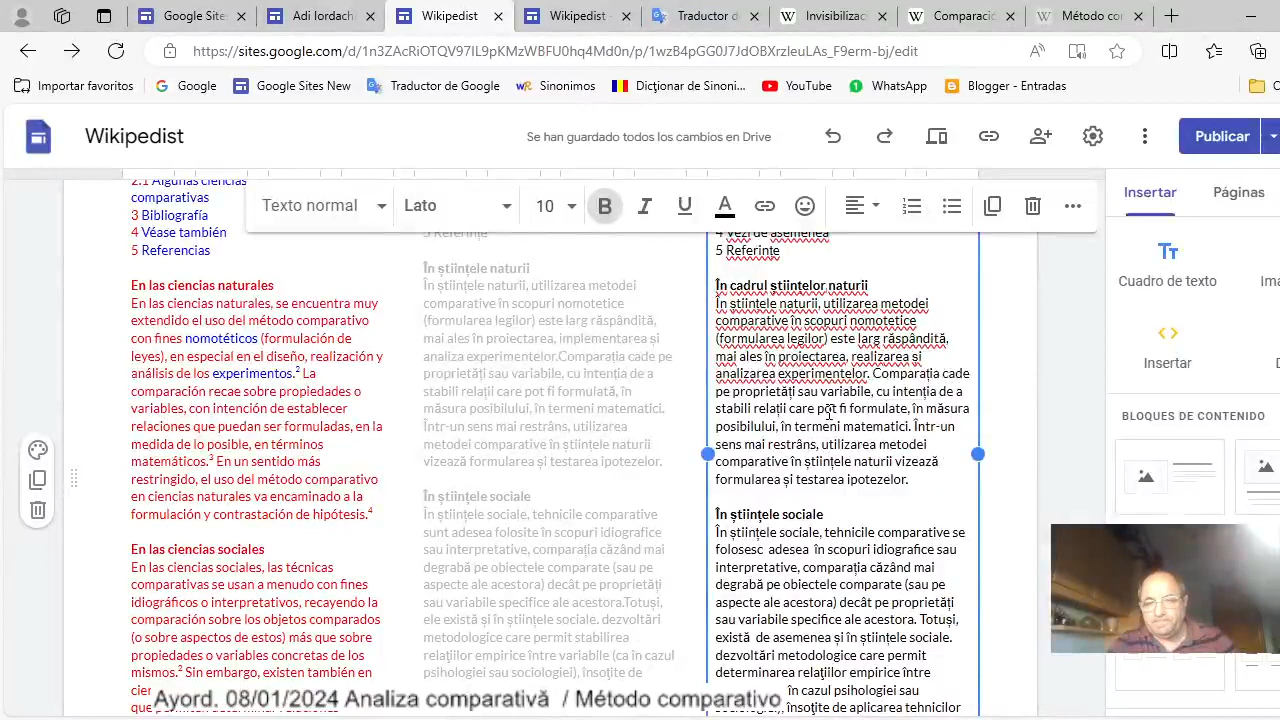 Google Site
Adi Iordach
Wikipedist
Wikipedist -
Traductor d
Invisibilizac
Comparació
Método co
https://sites.google.com/d/1n3ZAcRiOTQV97IL9pKMzWBFU0hq4Md0n/p/1wzB4pGG0J7JdOBXrzleuLAs_F9erm-bj/edit
Importar favoritos
Google
Google Sites New
Traductor de Google
Sinonimos
Dicţionar de Sinoni...
YouTube
WhatsApp
Blogger - Entradas
Wikipedist
Se han guardado todos los cambios en Drive
Publicar
Texto normal
Lato
10
B I U A
Insertar
Páginas
Cuadro de texto
Insertar
BLOQUES DE CONTENIDO
2.1 Algunas ciencias
comparativas
3 Bibliografía
4 Véase también
5 Referencias
En las ciencias naturales
En las ciencias naturales, se encuentra muy
extendido el uso del método comparativo
con fines nomotéticos (formulación de
leyes), en especial en el diseño, realización y
análisis de los experimentos.² La
comparación recae sobre propiedades o
variables, con intención de establecer
relaciones que puedan ser formuladas, en la
medida de lo posible, en términos
matemáticos.³ En un sentido más
restringido, el uso del método comparativo
en ciencias naturales va encaminado a la
formulación y contrastación de hipótesis.⁴
En las ciencias sociales
En las ciencias sociales, las técnicas
comparativas se usan a menudo con fines
idiográficos o interpretativos, recayendo la
comparación sobre los objetos comparados
(o sobre aspectos de estos) más que sobre
propiedades o variables concretas de los
mismos.² Sin embargo, existen también en
cier
que
5 Referințe
În științele naturii
În științele naturii, utilizarea metodei
comparative în scopuri nomotetice
(formularea legilor) este larg răspândită,
mai ales în proiectarea, implementarea și
analiza experimentelor.Comparația cade pe
proprietăți sau variabile, cu intenția de a
stabili relații care pot fi formulată, în
măsura posibilului, în termeni matematici.
Într-un sens mai restrâns, utilizarea
metodei comparative în științele naturii
vizează formularea și testarea ipotezelor.
În științele sociale
În științele sociale, tehnicile comparative
sunt adesea folosite în scopuri idiografice
sau interpretative, comparația căzând mai
degrabă pe obiectele comparate (sau pe
aspecte ale acestora) decât pe proprietăți
sau variabile specifice ale acestora.Totuși,
ele există și în științele sociale. dezvoltări
metodologice care permit stabilirea
relațiilor empirice între variabile (ca în cazul
psihologiei sau sociologiei), însoțite de
4 Vezi de asemenea
5 Referințe
În cadrul științelor naturii
În științele naturii, utilizarea metodei
comparative în scopuri nomotetice
(formularea legilor) este larg răspândită,
mai ales în proiectarea, realizarea și
analizarea experimentelor. Comparația cade
pe proprietăți sau variabile, cu intenția de a
stabili relații care pot fi formulate, în măsura
posibilului, în termeni matematici. Într-un
sens mai restrâns, utilizarea metodei
comparative în științele naturii vizează
formularea și testarea ipotezelor.
În științele sociale
În științele sociale, tehnicile comparative se
folosesc adesea în scopuri idiografice sau
interpretative, comparația căzând mai
degrabă pe obiectele comparate (sau pe
aspecte ale acestora) decât pe proprietăți
sau variabile specifice ale acestora. Totuși,
există de asemenea și în științele sociale.
dezvoltări metodologice care permit
determinarea relațiilor empirice între
în cazul psihologiei sau
însoțite de aplicarea tehnicilor
Avord. 08/01/2024 Analiza comparativă / Método comparativo